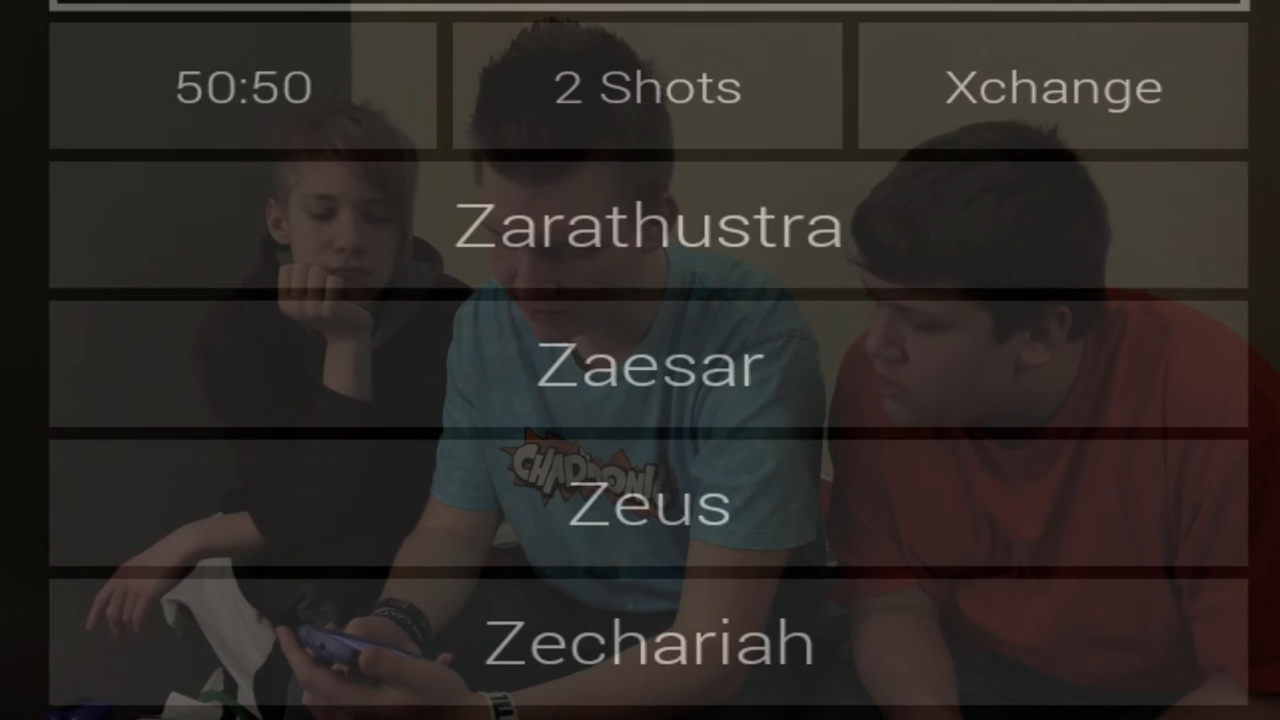 50:50 2 Shots Xchange
Zarathustra
Zaesar
Zeus
Zechariah